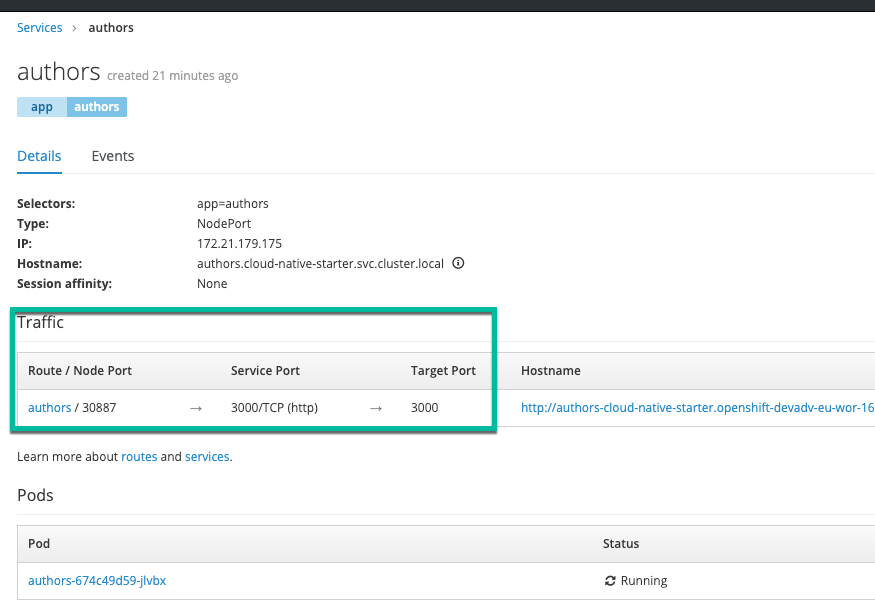 Services › authors
authors created 21 minutes ago
app authors
Details Events
Selectors: app=authors
Type: NodePort
IP: 172.21.179.175
Hostname: authors.cloud-native-starter.svc.cluster.local
Session affinity: None
Traffic
Route / Node Port Service Port Target Port Hostname
authors / 30887 → 3000/TCP (http) → 3000 http://authors-cloud-native-starter.openshift-devadv-eu-wor-16
Learn more about routes and services.
Pods
Pod Status
authors-674c49d59-jlvbx Running